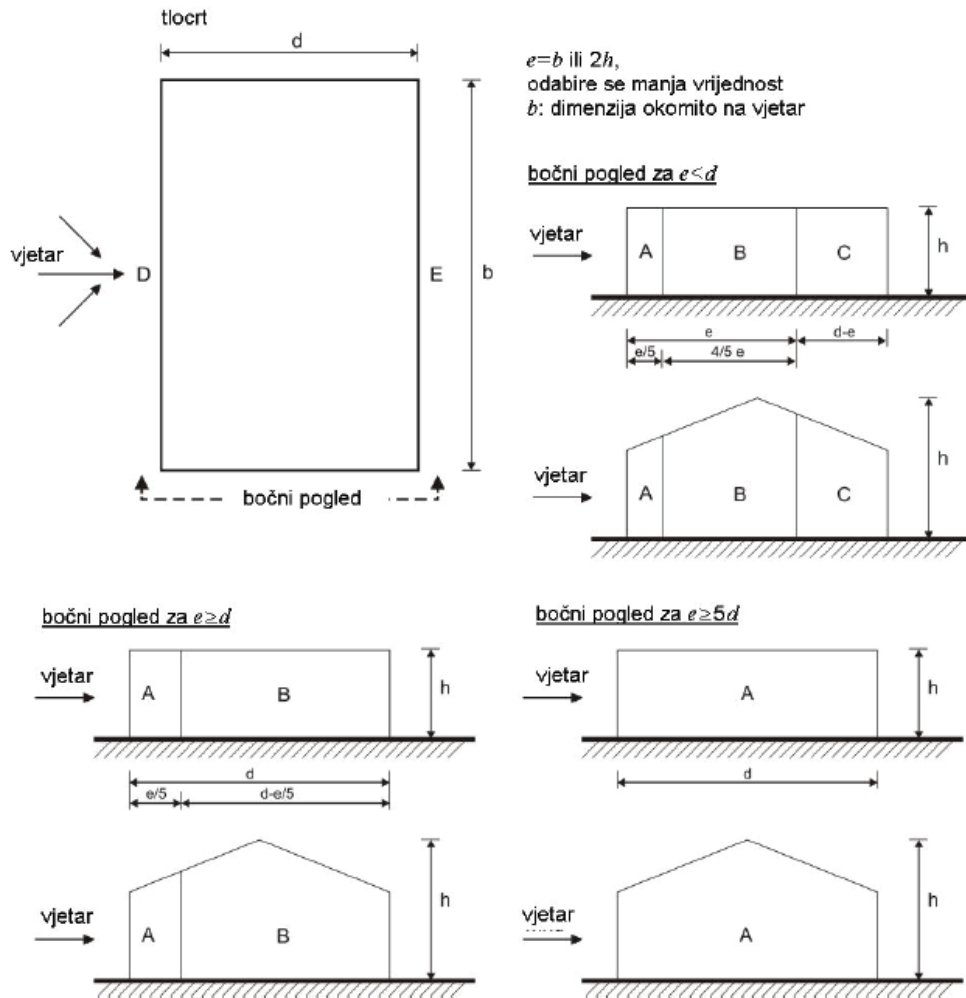 tlocrt
d
e=b ili 2h,
odabire se manja vrijednost
b: dimenzija okomito na vjetar
vjetar
D
E
b
bočni pogled
bočni pogled za e<d
vjetar
A
B
C
h
e
d-e
e/5
4/5 e
vjetar
A
B
C
h
bočni pogled za e≥d
vjetar
A
B
h
d
e/5
d-e/5
vjetar
A
B
h
bočni pogled za e≥5d
vjetar
A
h
d
vjetar
A
h